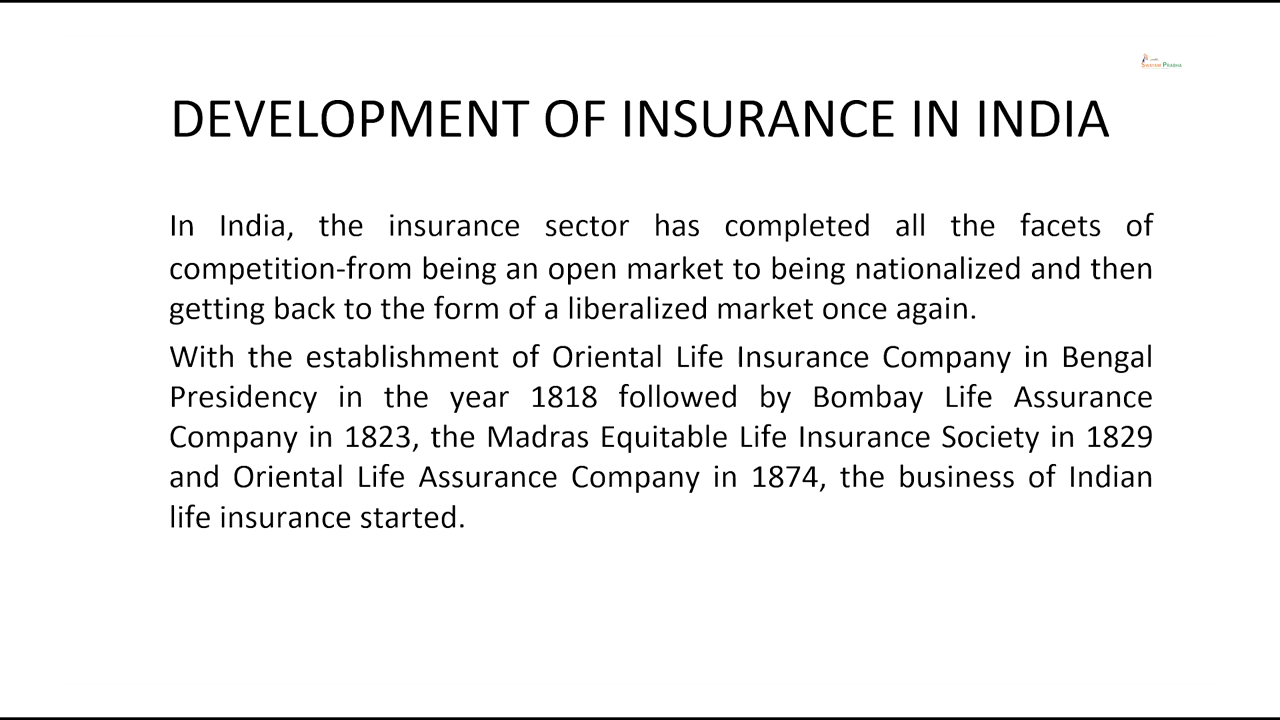 Swayam Prabha
DEVELOPMENT OF INSURANCE IN INDIA
In India, the insurance sector has completed all the facets of
competition-from being an open market to being nationalized and then
getting back to the form of a liberalized market once again.
With the establishment of Oriental Life Insurance Company in Bengal
Presidency in the year 1818 followed by Bombay Life Assurance
Company in 1823, the Madras Equitable Life Insurance Society in 1829
and Oriental Life Assurance Company in 1874, the business of Indian
life insurance started.